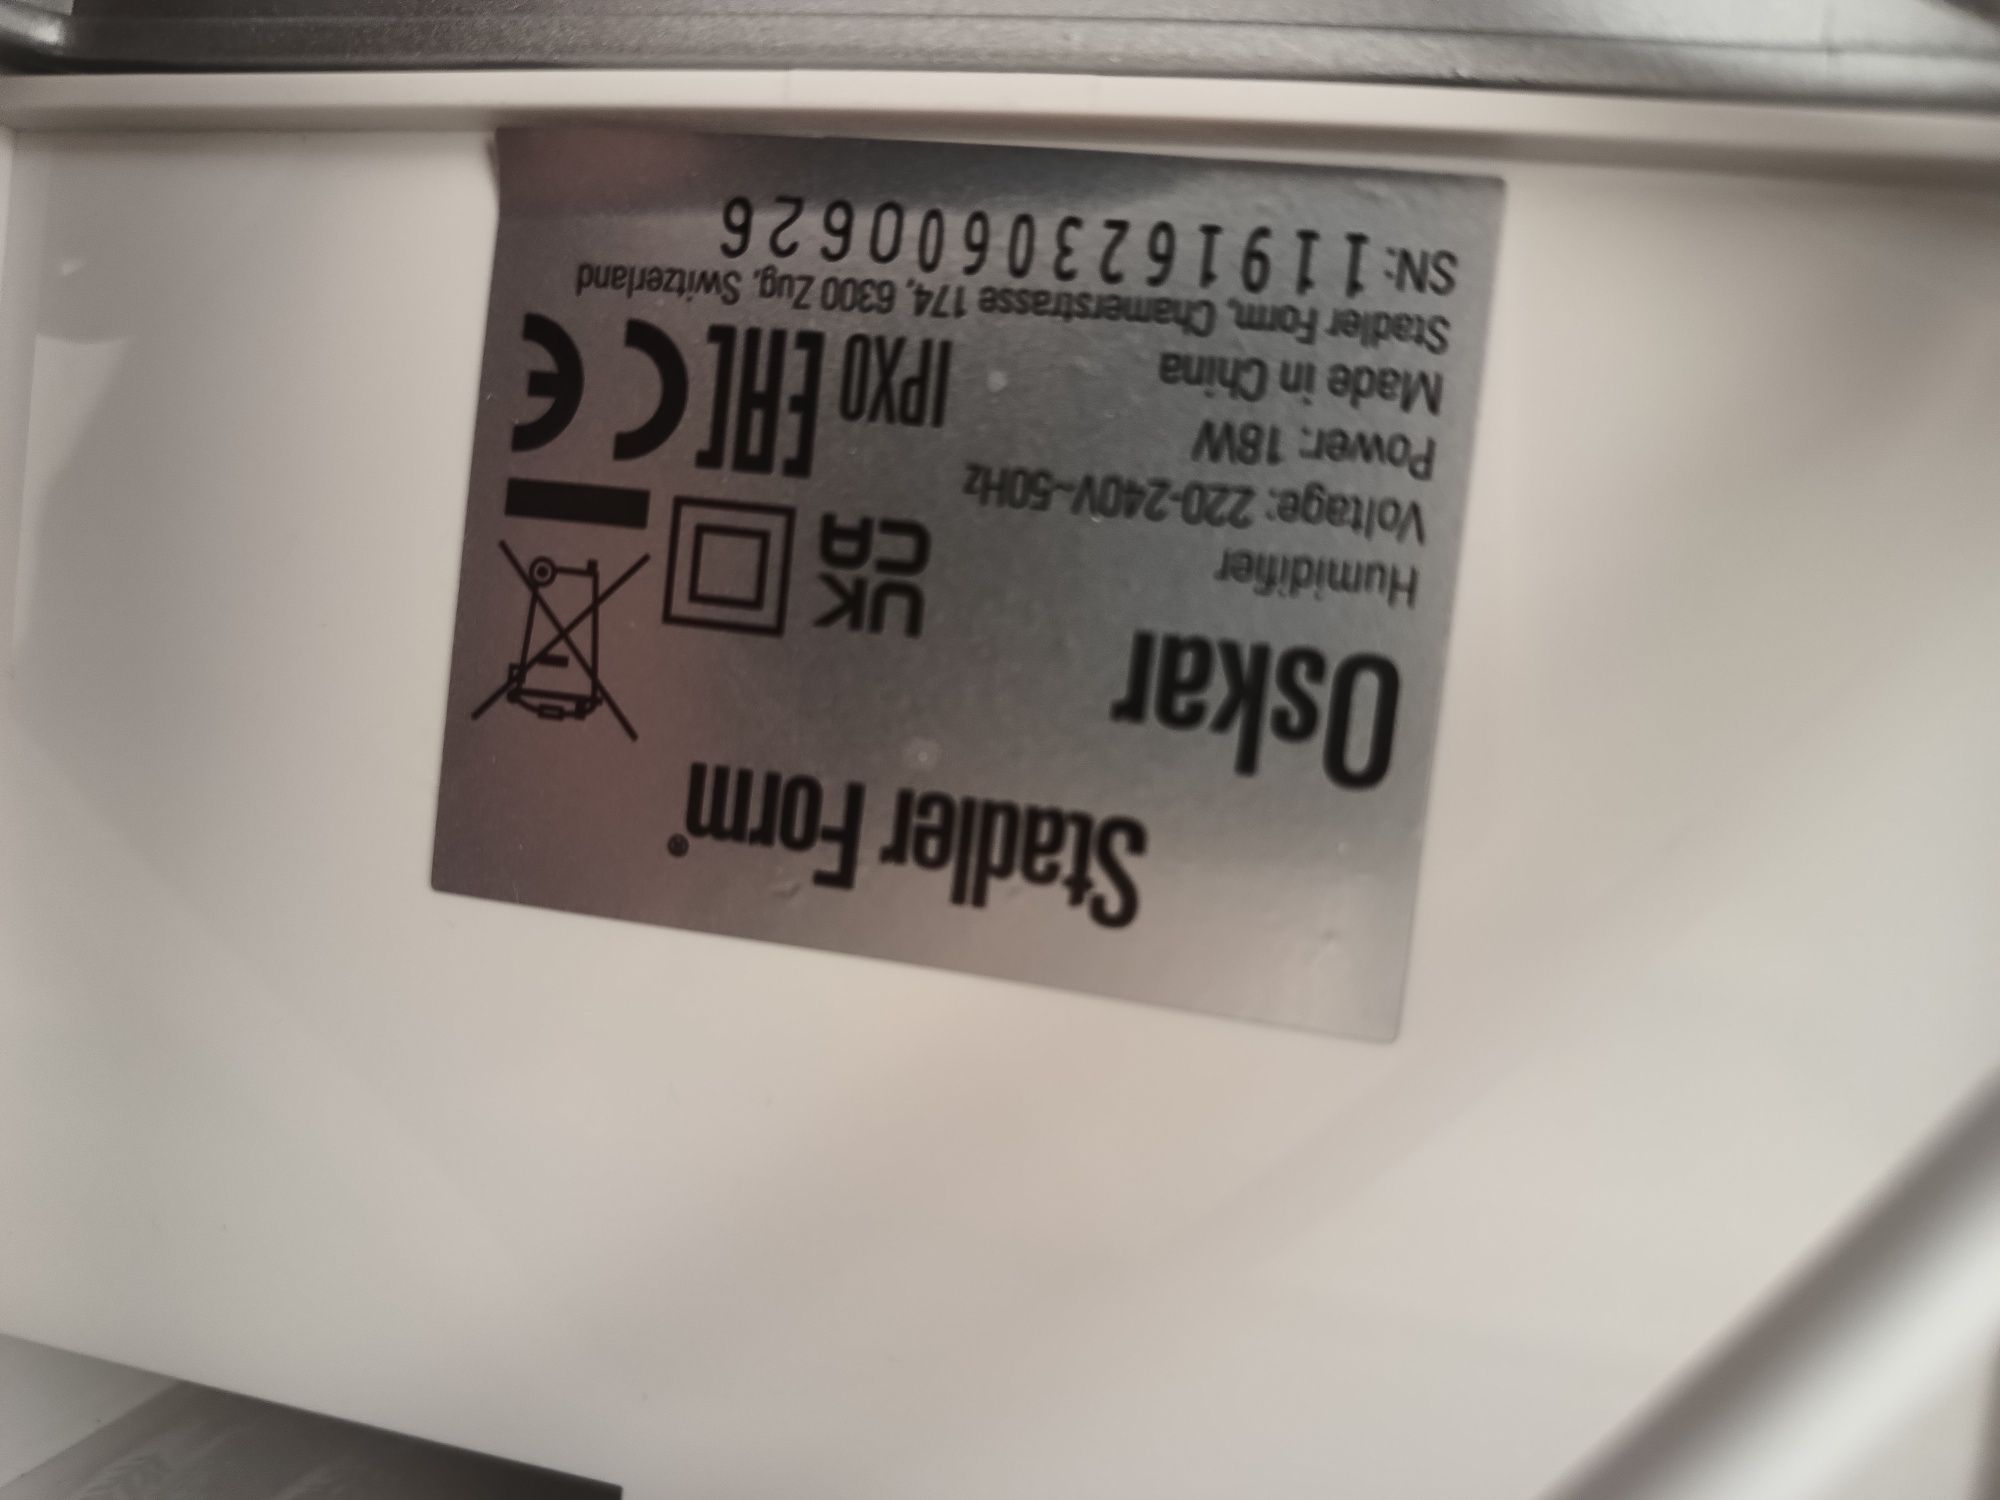 Stadler Form®
Oskar
Humidifier
Voltage: 220-240V~50Hz
Power: 18W
Made in China
UK
CA
IPX0 EAC CE
Stadler Form, Chamerstrasse 174, 6300 Zug, Switzerland
SN: 11916230600626